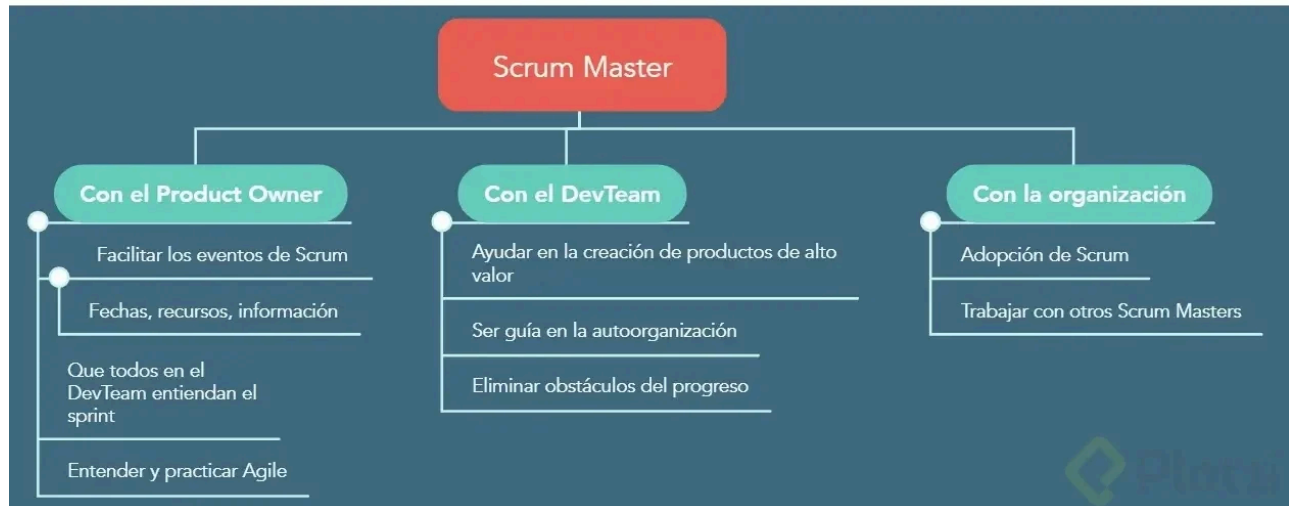 Scrum Master
Con el Product Owner
Facilitar los eventos de Scrum
Fechas, recursos, información
Que todos en el
DevTeam entiendan el
sprint
Entender y practicar Agile
Con el DevTeam
Ayudar en la creación de productos de alto
valor
Ser guía en la autoorganización
Eliminar obstáculos del progreso
Con la organización
Adopción de Scrum
Trabajar con otros Scrum Masters